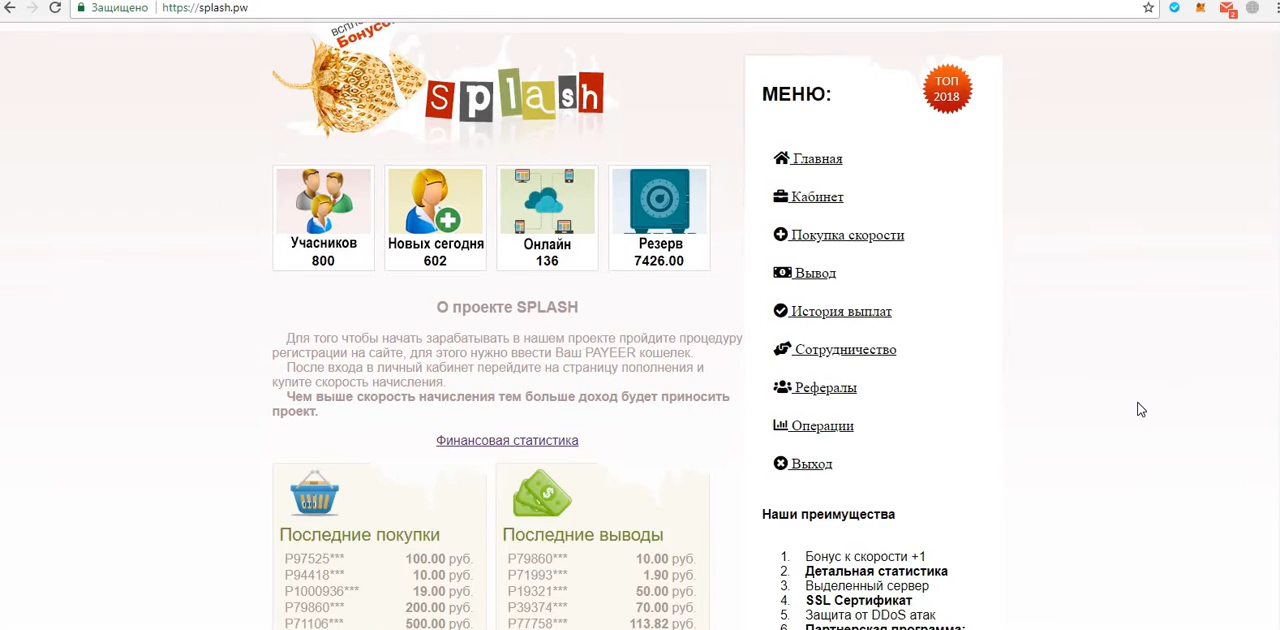 Защищено
https://splash.pw
2
Бонусо
Splash
Учасников
800
Новых сегодня
602
Онлайн
136
Резерв
7426.00
О проекте SPLASH
Для того чтобы начать зарабатывать в нашем проекте пройдите процедуру
регистрации на сайте, для этого нужно ввести Ваш PAYEER кошелек.
После входа в личный кабинет перейдите на страницу пополнения и
купите скорость начисления.
Чем выше скорость начисления тем больше доход будет приносить
проект.
Финансовая статистика
Последние покупки
P97525*** 100.00 руб.
P94418*** 10.00 руб.
P1000936*** 19.00 руб.
P79860*** 200.00 руб.
P71106*** 500.00 руб.
Последние выводы
P79860*** 10.00 руб.
P71993*** 1.90 руб.
P19321*** 50.00 руб.
P39374*** 70.00 руб.
P77758*** 113.82 руб.
МЕНЮ:
ТОП
2018
Главная
Кабинет
Покупка скорости
Вывод
История выплат
Сотрудничество
Рефералы
Операции
Выход
Наши преимущества
1. Бонус к скорости +1
2. Детальная статистика
3. Выделенный сервер
4. SSL Сертификат
5. Защита от DDoS атак
6. Партнерская программа: